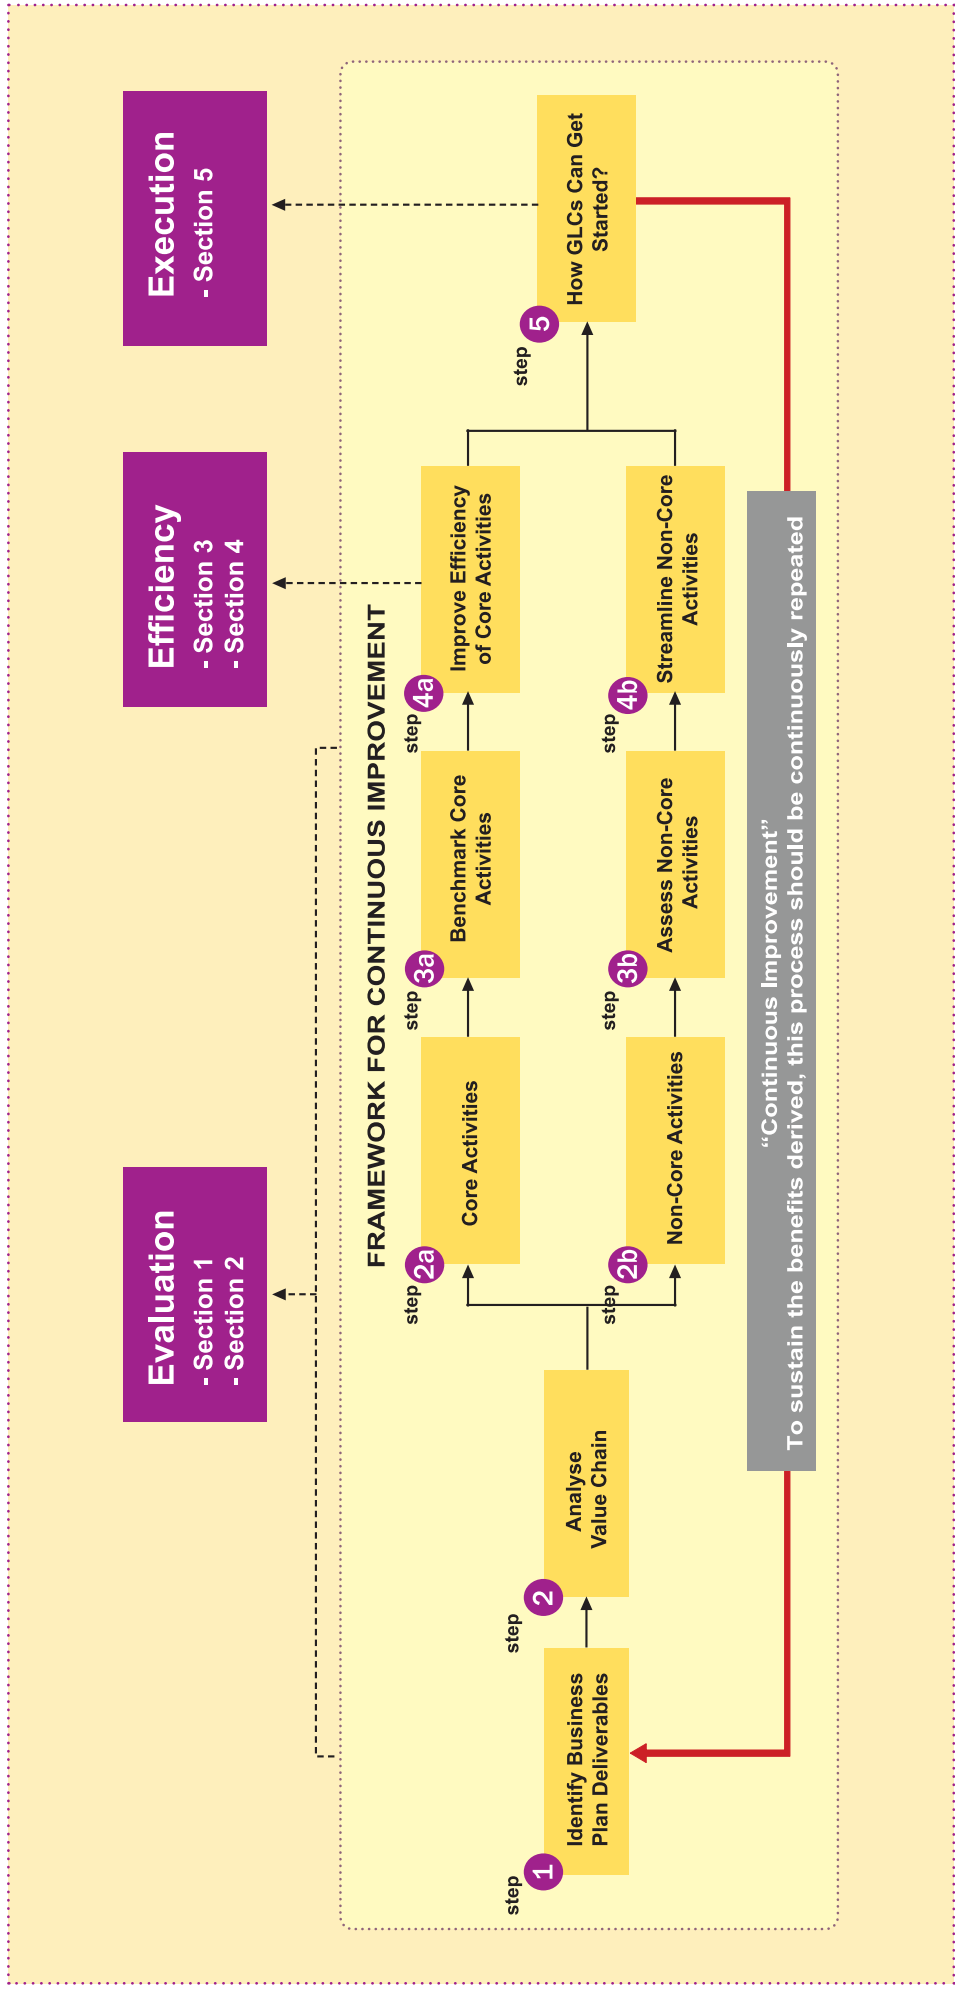 Evaluation
- Section 1
- Section 2
Efficiency
- Section 3
- Section 4
Execution
- Section 5
FRAMEWORK FOR CONTINUOUS IMPROVEMENT
step 1
Identify Business
Plan Deliverables
step 2
Analyse
Value Chain
step 2a
Core Activities
step 3a
Benchmark Core
Activities
step 4a
Improve Efficiency
of Core Activities
step 2b
Non-Core Activities
step 3b
Assess Non-Core
Activities
step 4b
Streamline Non-Core
Activities
step 5
How GLCs Can Get
Started?
“Continuous Improvement”
To sustain the benefits derived, this process should be continuously repeated